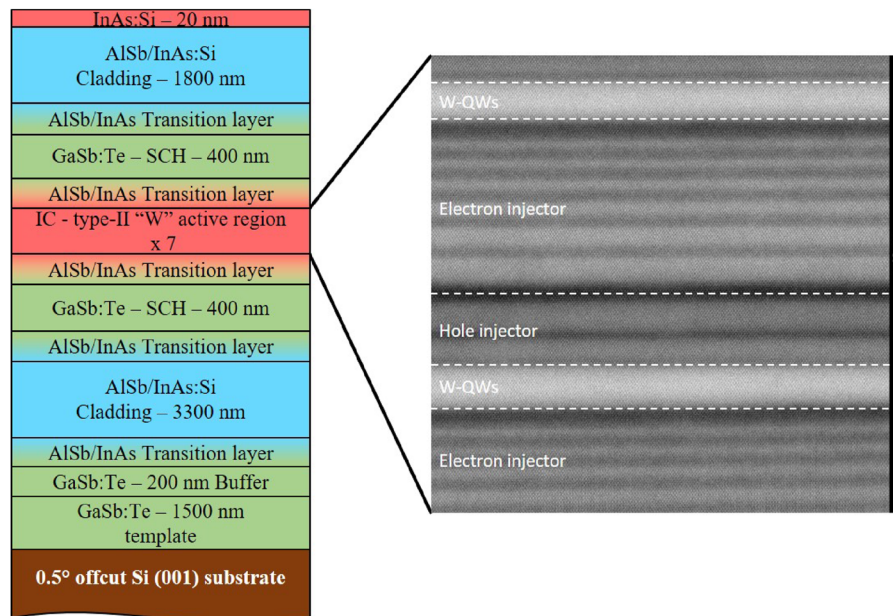 InAs:Si – 20 nm
AlSb/InAs:Si
Cladding – 1800 nm
AlSb/InAs Transition layer
GaSb:Te – SCH – 400 nm
AlSb/InAs Transition layer
IC - type-II “W” active region
x 7
AlSb/InAs Transition layer
GaSb:Te – SCH – 400 nm
AlSb/InAs Transition layer
AlSb/InAs:Si
Cladding – 3300 nm
AlSb/InAs Transition layer
GaSb:Te – 200 nm Buffer
GaSb:Te – 1500 nm
template
0.5° offcut Si (001) substrate
W-QWs
Electron injector
Hole injector
W-QWs
Electron injector